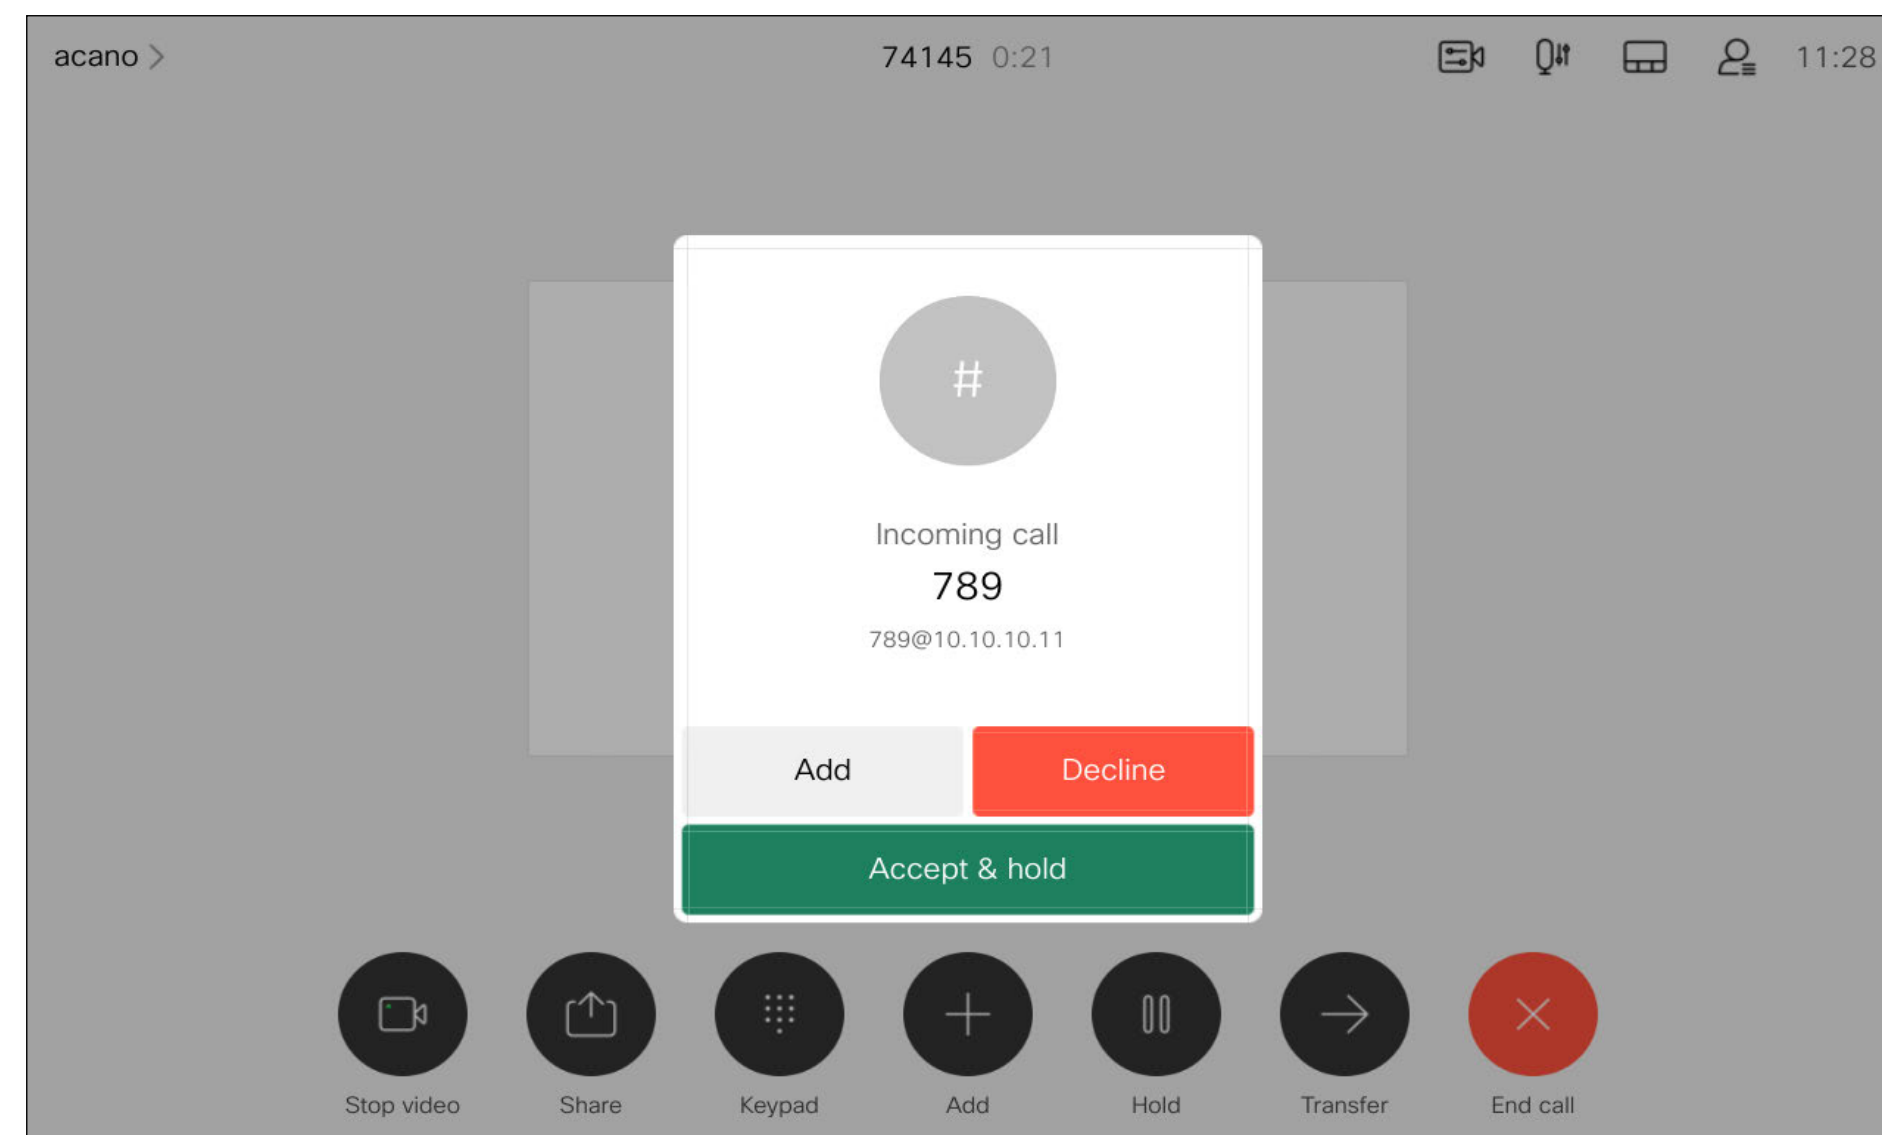 acano
74145 0:21
11:28
#
Incoming call
789
789@10.10.10.11
Add
Decline
Accept & hold
Stop video
Share
Keypad
Add
Hold
Transfer
End call